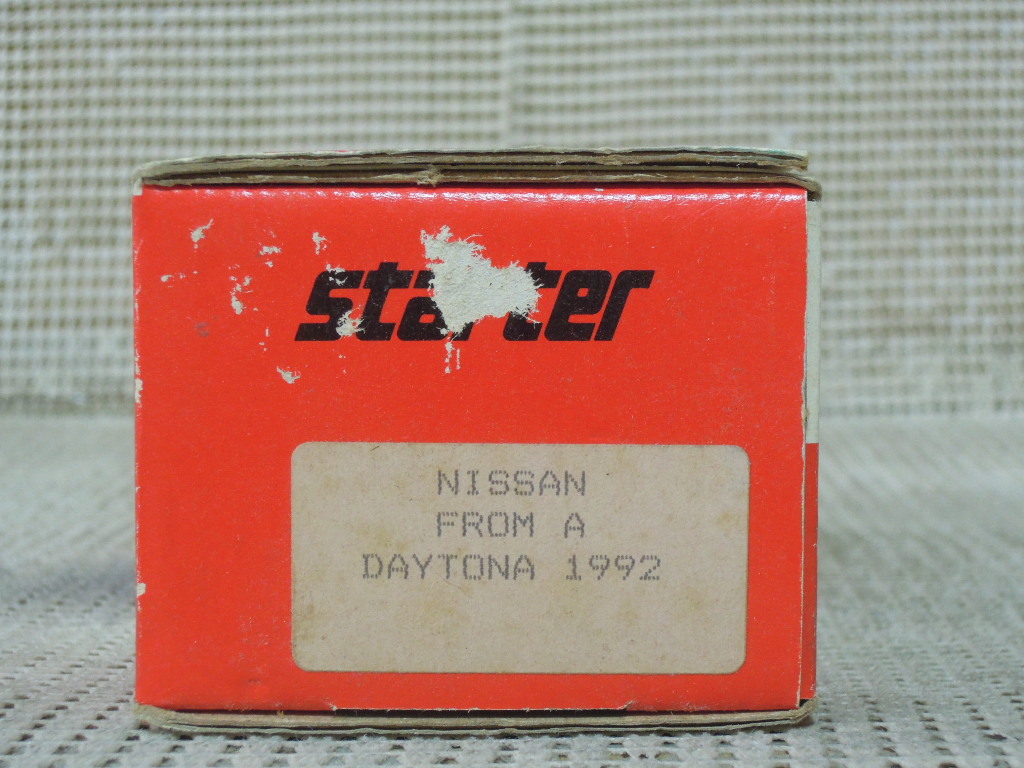 starter
NISSAN
FROM A
DAYTONA 1992